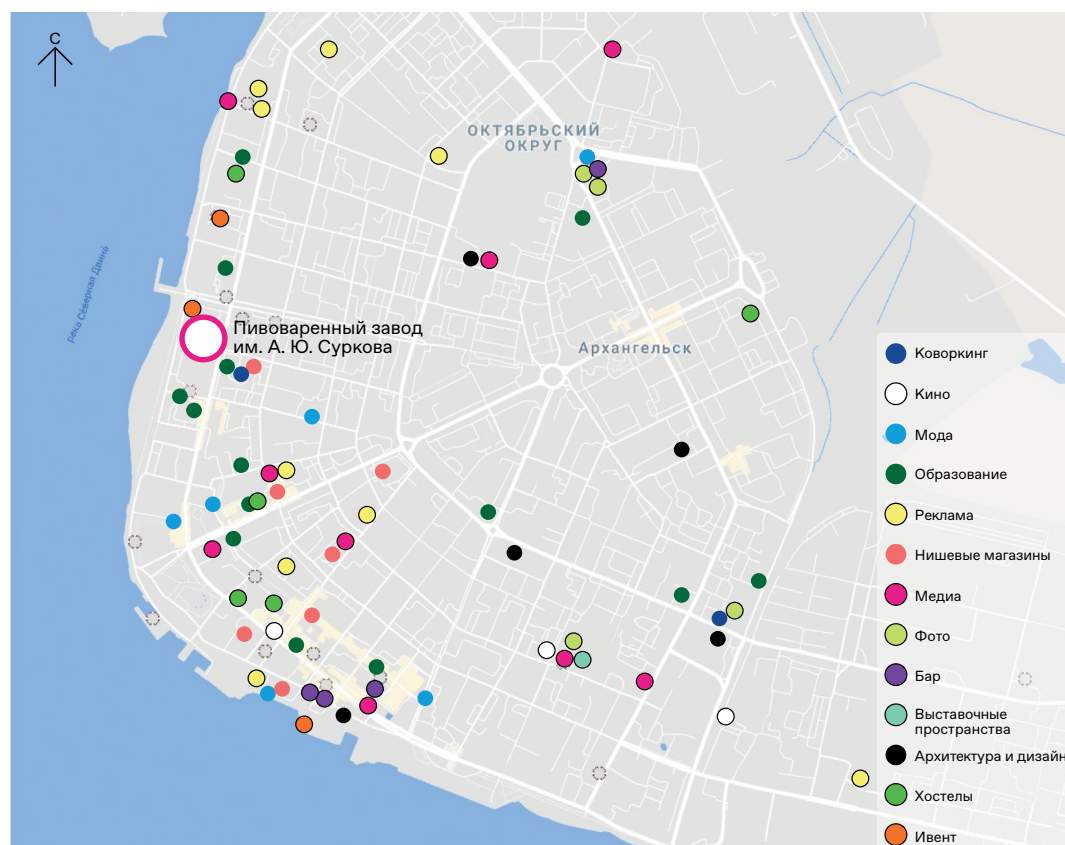 С
ОКТЯБРЬСКИЙ
ОКРУГ
река Северная Двина
Пивоваренный завод
им. А. Ю. Суркова
Архангельск
Коворкинг
Кино
Мода
Образование
Реклама
Нишевые магазины
Медиа
Фото
Бар
Выставочные
пространства
Архитектура и дизайн
Хостелы
Ивент